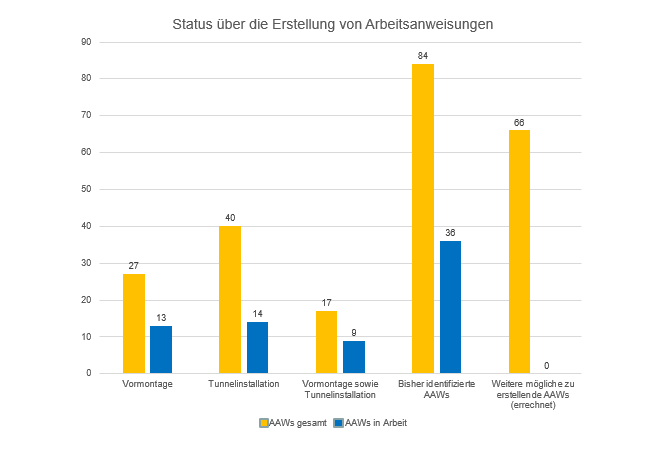 Status über die Erstellung von Arbeitsanweisungen
90
80
70
60
50
40
30
20
10
0
27
13
40
14
17
9
84
36
66
0
Vormontage
Tunnelinstallation
Vormontage sowie
Tunnelinstallation
Bisher identifizierte
AAWs
Weitere mögliche zu
erstellende AAWs
(errechnet)
AAWs gesamt
AAWs in Arbeit